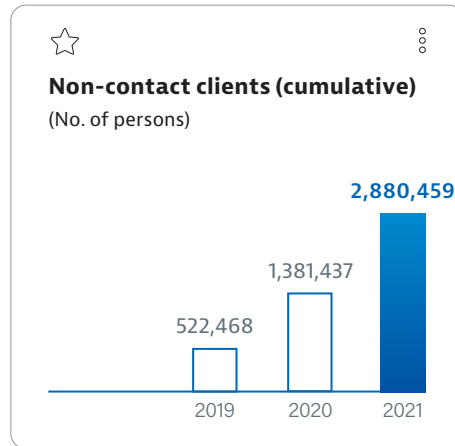 Non-contact clients (cumulative)
(No. of persons)
2,880,459
1,381,437
522,468
2019 2020 2021